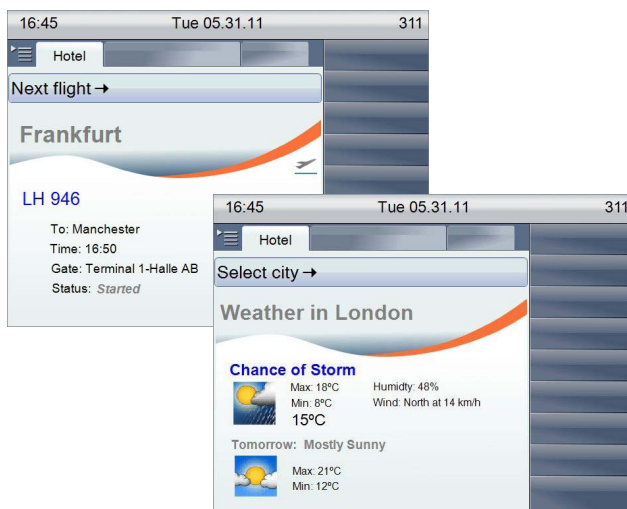 16:45 Tue 05.31.11 311
Hotel
Next flight →
Frankfurt
LH 946
To: Manchester
Time: 16:50
Gate: Terminal 1-Halle AB
Status: Started
16:45 Tue 05.31.11 311
Hotel
Select city →
Weather in London
Chance of Storm
Max: 18ºC Humidty: 48%
Min: 8ºC Wind: North at 14 km/h
15ºC
Tomorrow: Mostly Sunny
Max: 21ºC
Min: 12ºC